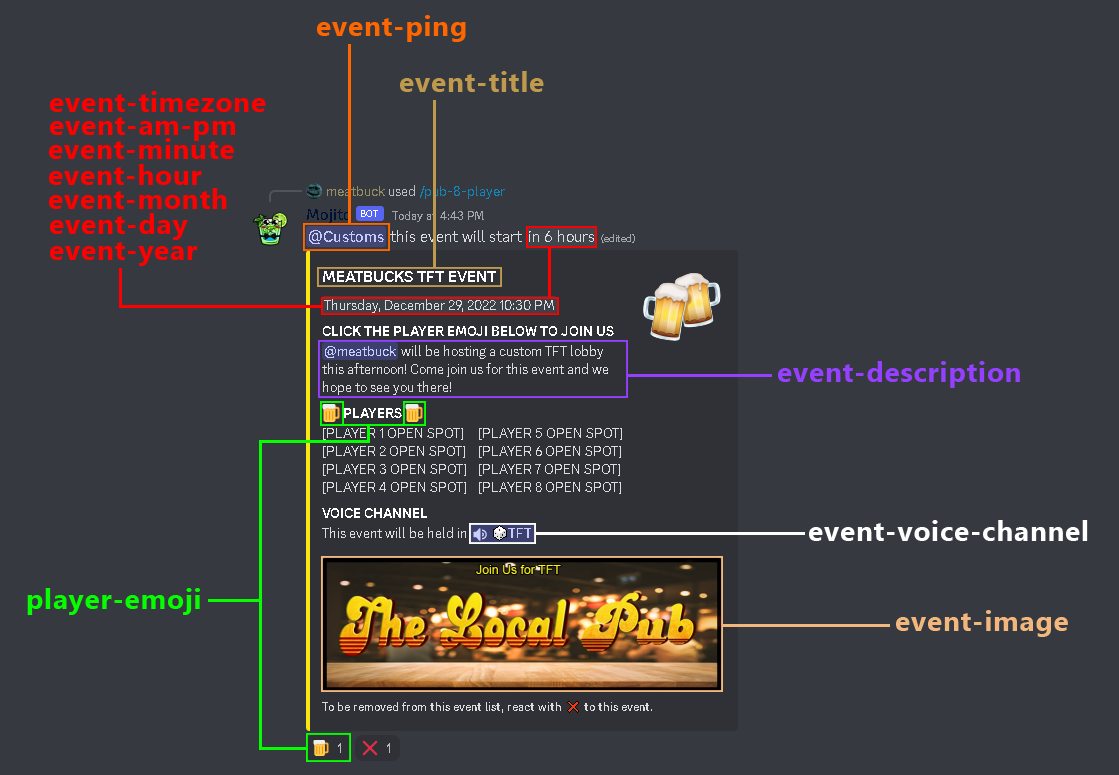 event-ping
event-title
event-timezone
event-am-pm
event-minute
event-hour
event-month
event-day
event-year
meatbuck used /pub-8-player
Mojito BOT Today at 4:43 PM
@Customs this event will start in 6 hours (edited)
MEATBUCKS TFT EVENT
Thursday, December 29, 2022 10:30 PM
CLICK THE PLAYER EMOJI BELOW TO JOIN US
@meatbuck will be hosting a custom TFT lobby
this afternoon! Come join us for this event and we
hope to see you there!
event-description
PLAYERS
[PLAYER 1 OPEN SPOT] [PLAYER 5 OPEN SPOT]
[PLAYER 2 OPEN SPOT] [PLAYER 6 OPEN SPOT]
[PLAYER 3 OPEN SPOT] [PLAYER 7 OPEN SPOT]
[PLAYER 4 OPEN SPOT] [PLAYER 8 OPEN SPOT]
VOICE CHANNEL
This event will be held in TFT
event-voice-channel
Join Us for TFT
The Local Pub
player-emoji
event-image
To be removed from this event list, react with ❌ to this event.
1 1